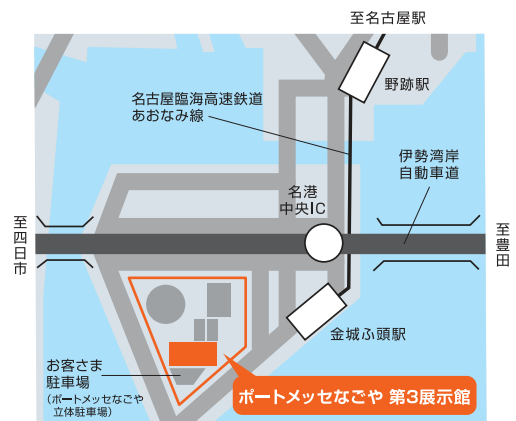 至名古屋駅
野跡駅
名古屋臨海高速鉄道
あおなみ線
伊勢湾岸
自動車道
名港
中央IC
至四日市
至豊田
金城ふ頭駅
お客さま
駐車場
(ポートメッセなごや
立体駐車場)
ポートメッセなごや 第3展示館